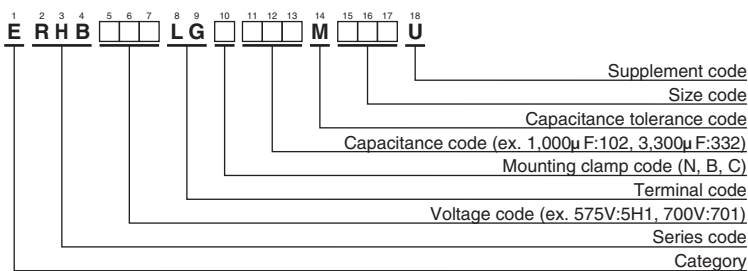 1 2 3 4 5 6 7 8 9 10 11 12 13 14 15 16 17 18
E R H B □□□ L G □ □□□ M □□□ U
Supplement code
Size code
Capacitance tolerance code
Capacitance code (ex. 1,000μF:102, 3,300μF:332)
Mounting clamp code (N, B, C)
Terminal code
Voltage code (ex. 575V:5H1, 700V:701)
Series code
Category